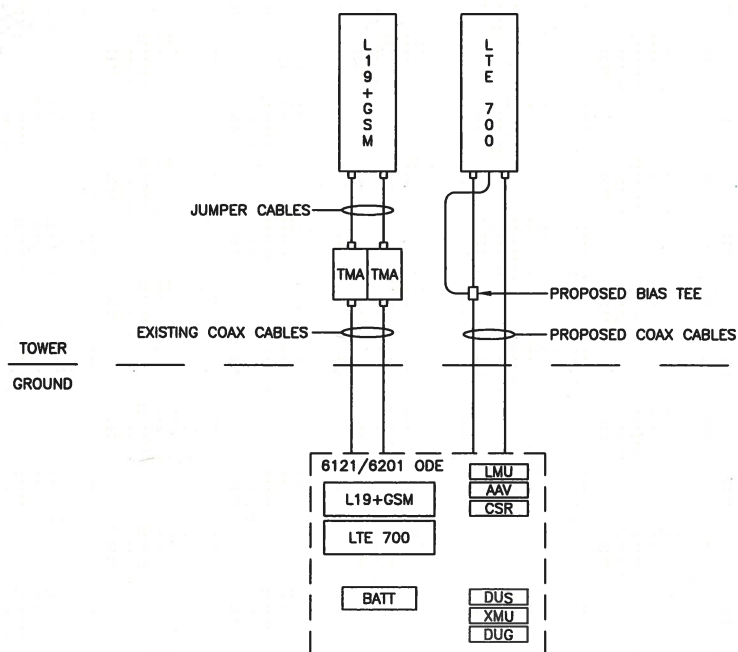 L19+GSM
LTE 700
JUMPER CABLES
TMA TMA
PROPOSED BIAS TEE
EXISTING COAX CABLES
PROPOSED COAX CABLES
TOWER
GROUND
6121/6201 ODE
L19+GSM
LTE 700
BATT
LMU
AAV
CSR
DUS
XMU
DUG